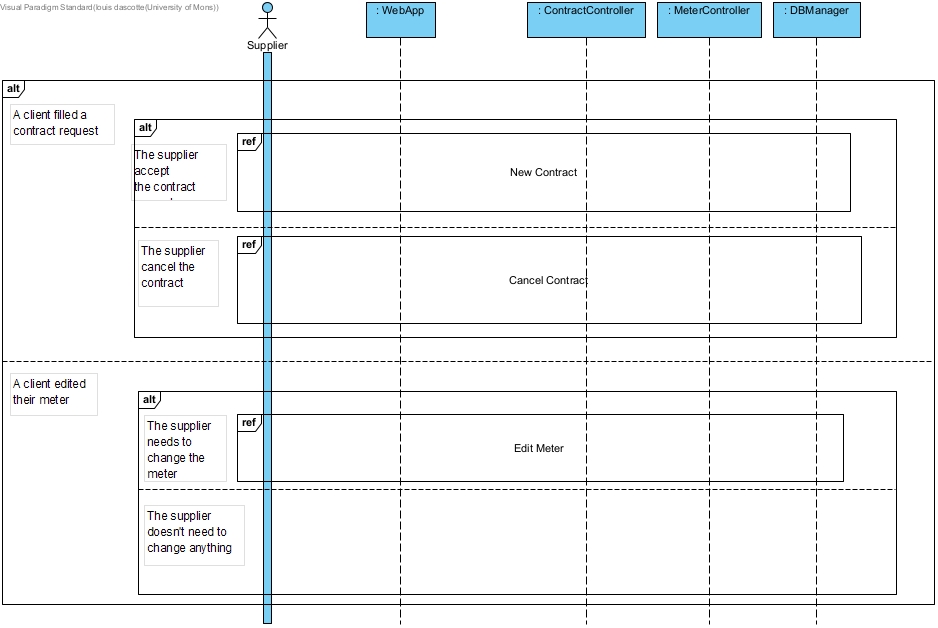 Visual Paradigm Standard(louis dascotte(University of Mons))
Supplier
: WebApp
: ContractController
: MeterController
: DBManager
alt
A client filled a
contract request
alt
The supplier
accept
the contract
ref
New Contract
The supplier
cancel the
contract
ref
Cancel Contract
A client edited
their meter
alt
The supplier
needs to
change the
meter
ref
Edit Meter
The supplier
doesn't need to
change anything